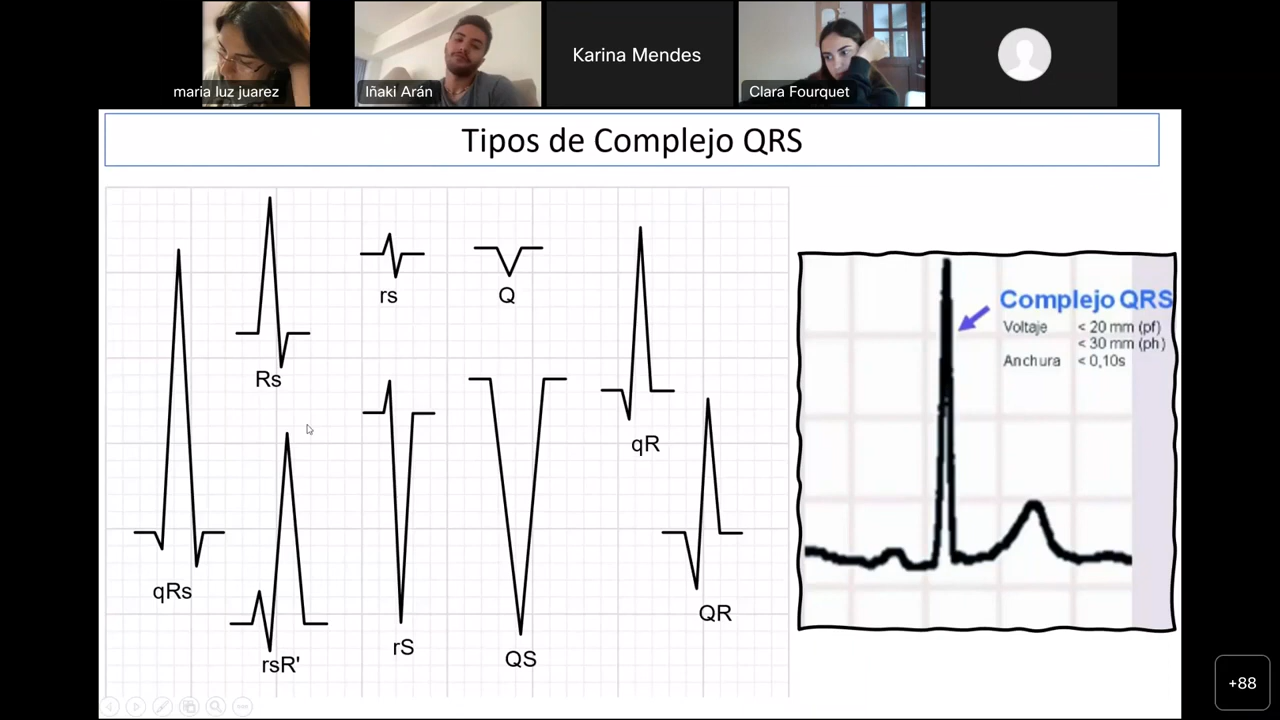 maria luz juarez
Iñaki Arán
Karina Mendes
Clara Fourquet
Tipos de Complejo QRS
rs
Q
Rs
qR
qRs
rsR'
rS
QS
QR
Complejo QRS
Voltaje < 20 mm (pf)
< 30 mm (ph)
Anchura < 0,10s
+88